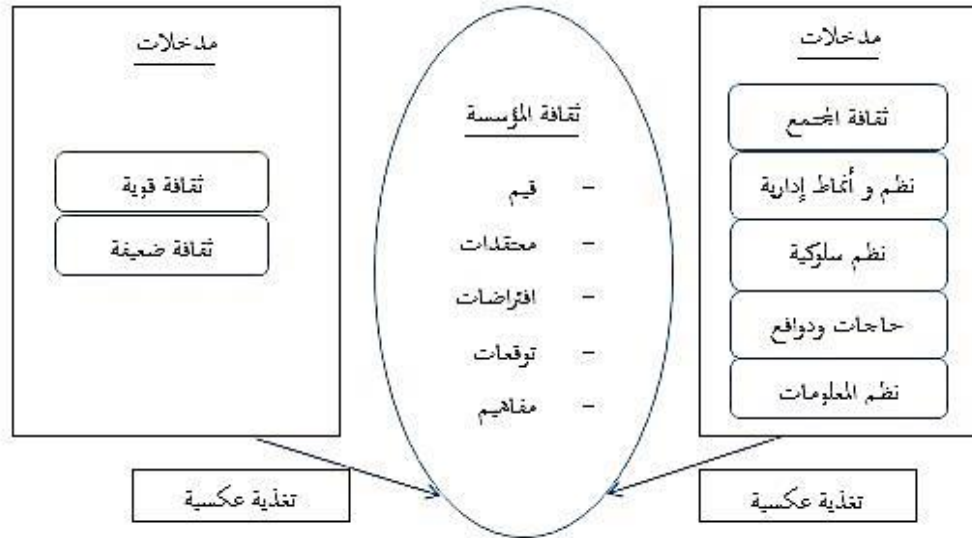 مدخلات
ثقافة المجتمع
نظم و أنماط إدارية
نظم سلوكية
حاجات ودوافع
نظم المعلومات
تغذية عكسية
ثقافة المؤسسة
- قيم
- معتقدات
- افتراضات
- توقعات
- مفاهيم
مدخلات
ثقافة قوية
ثقافة ضعيفة
تغذية عكسية